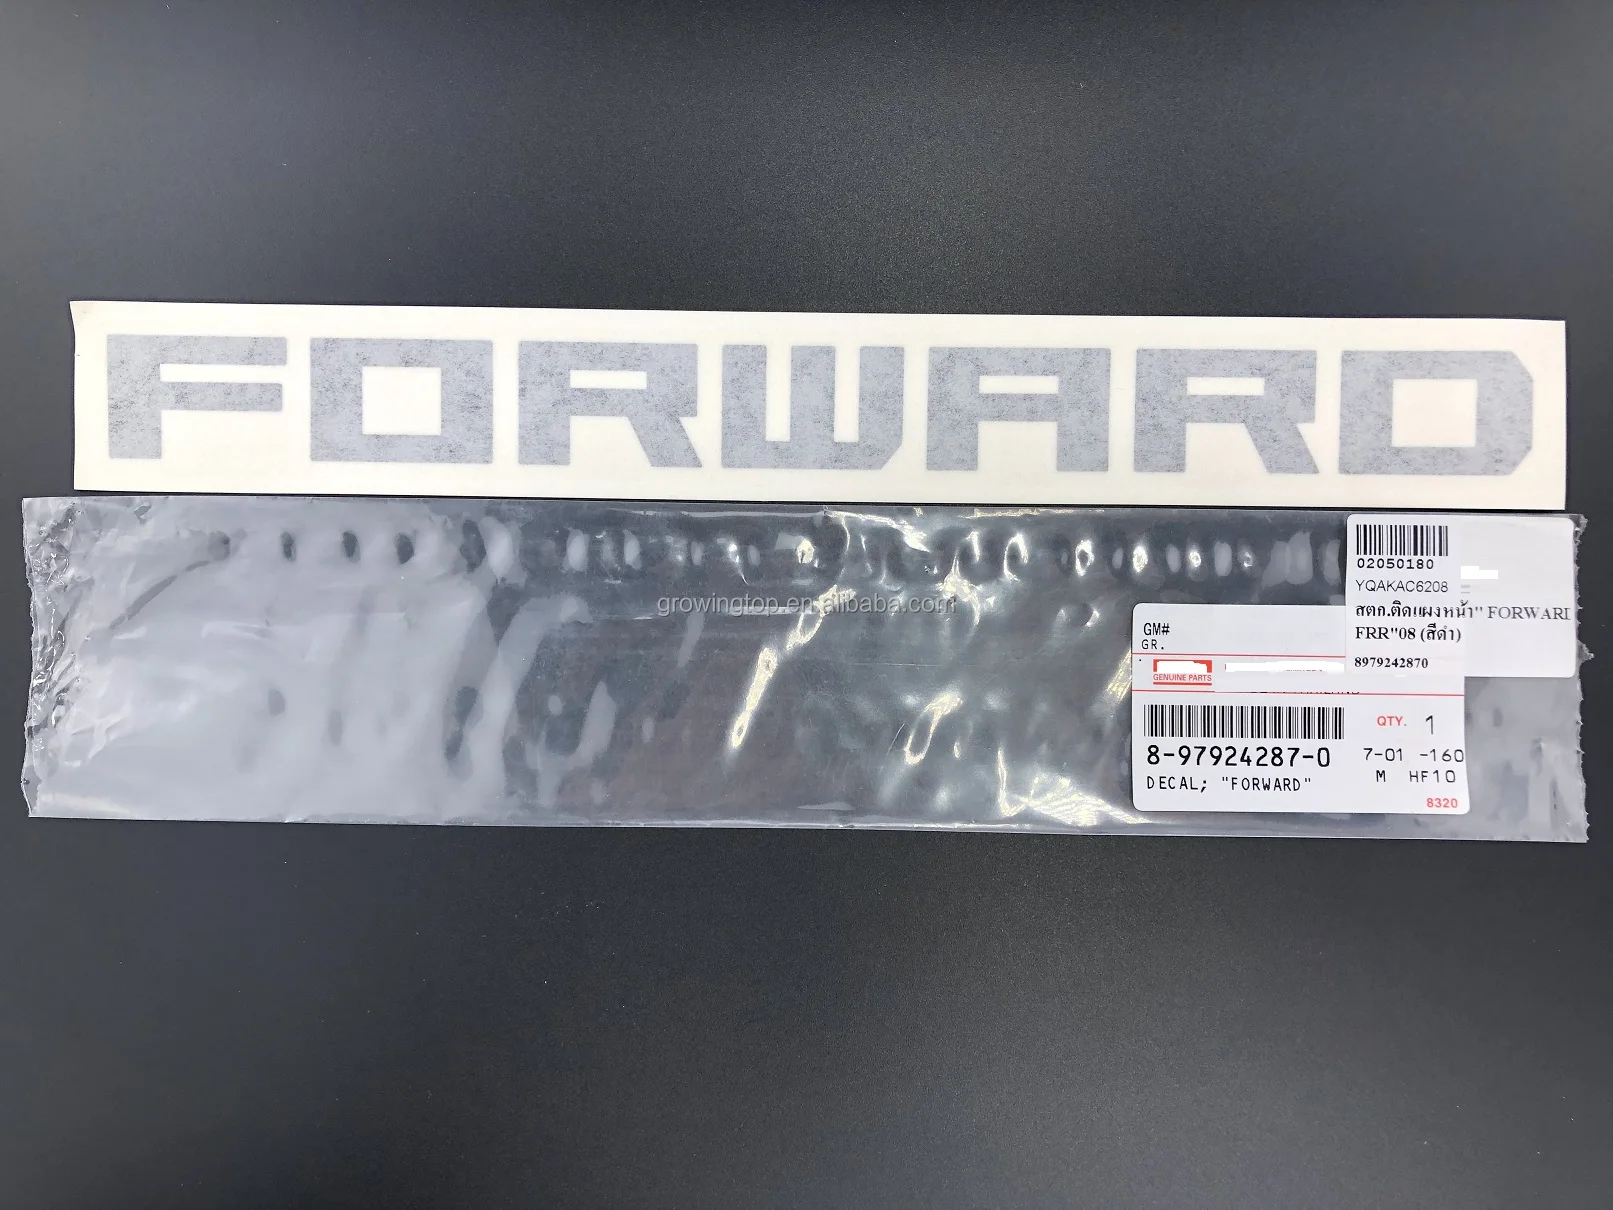 FORWARD
growingtop.en.alibaba.com
02050180
YQAKAC6208
สตก.ติดแผงหน้า" FORWARD
FRR"08 (สีดำ)
8979242870
GM#
GR.
GENUINE PARTS
QTY. 1
8-97924287-0
7-01 -160
DECAL; "FORWARD"
M HF10
8320